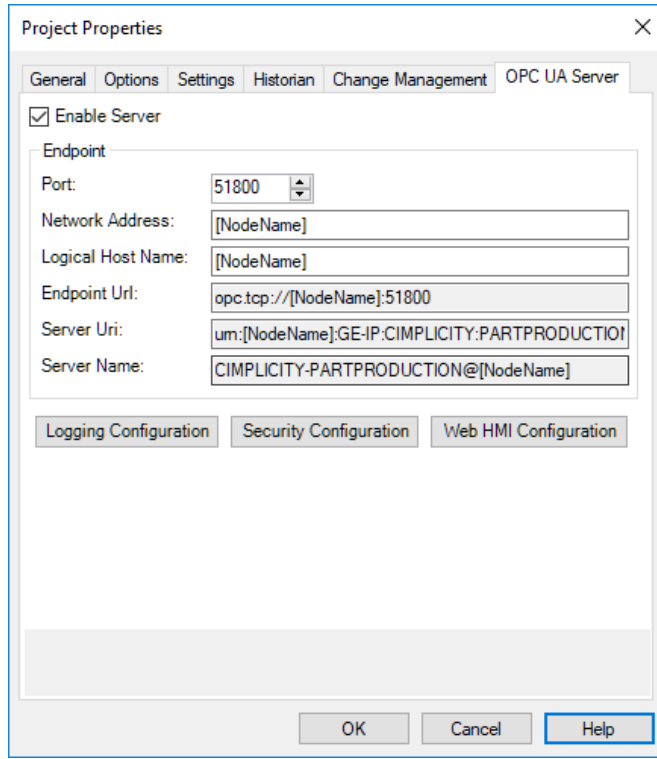 Project Properties
General Options Settings Historian Change Management OPC UA Server
Enable Server
Endpoint
Port: 51800
Network Address: [NodeName]
Logical Host Name: [NodeName]
Endpoint Url: opc.tcp://[NodeName]:51800
Server Uri: urn:[NodeName]:GE-IP:CIMPLICITY:PARTPRODUCTION
Server Name: CIMPLICITY-PARTPRODUCTION@[NodeName]
Logging Configuration Security Configuration Web HMI Configuration
OK Cancel Help